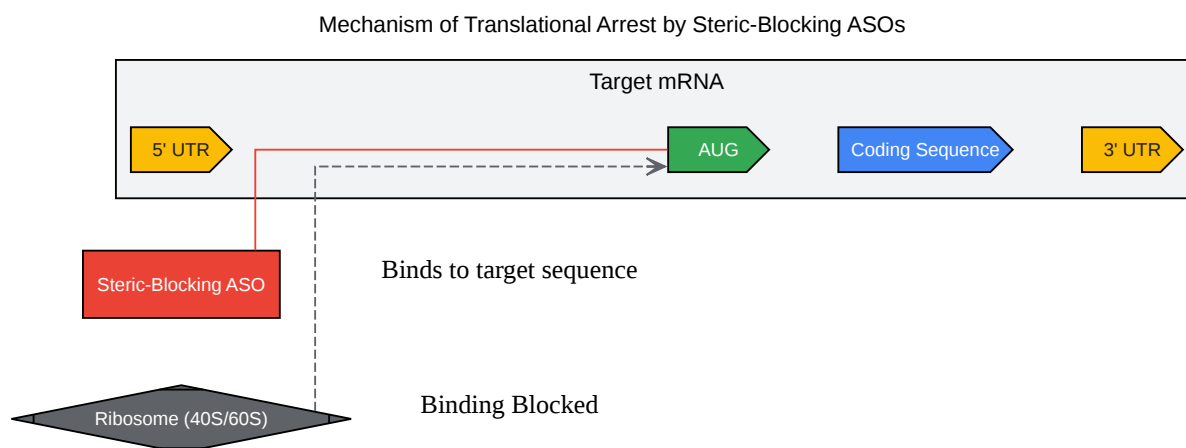 Mechanism of Translational Arrest by Steric-Blocking ASOs
Target mRNA
5' UTR
AUG
Coding Sequence
3' UTR
Steric-Blocking ASO
Binds to target sequence
Ribosome (40S/60S)
Binding Blocked